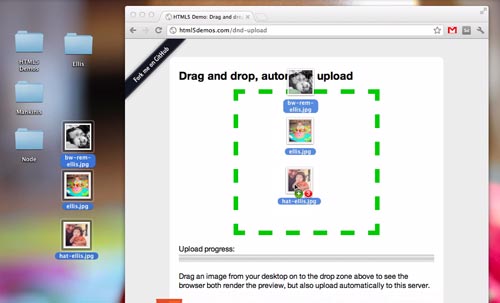 HTML5 Demo: Drag and dr
html5demos.com/dnd-upload
Fork me on GitHub
HTML5
Demos
Ellis
Mankinis
Node
bw-rem-
ellis.jpg
ellis.jpg
hat-ellis.jpg
Drag and drop, auto upload
bw-rem-
ellis.jpg
ellis.jpg
hat-ellis.jpg
3
Upload progress:
Drag an image from your desktop on to the drop zone above to see the
browser both render the preview, but also upload automatically to this server.